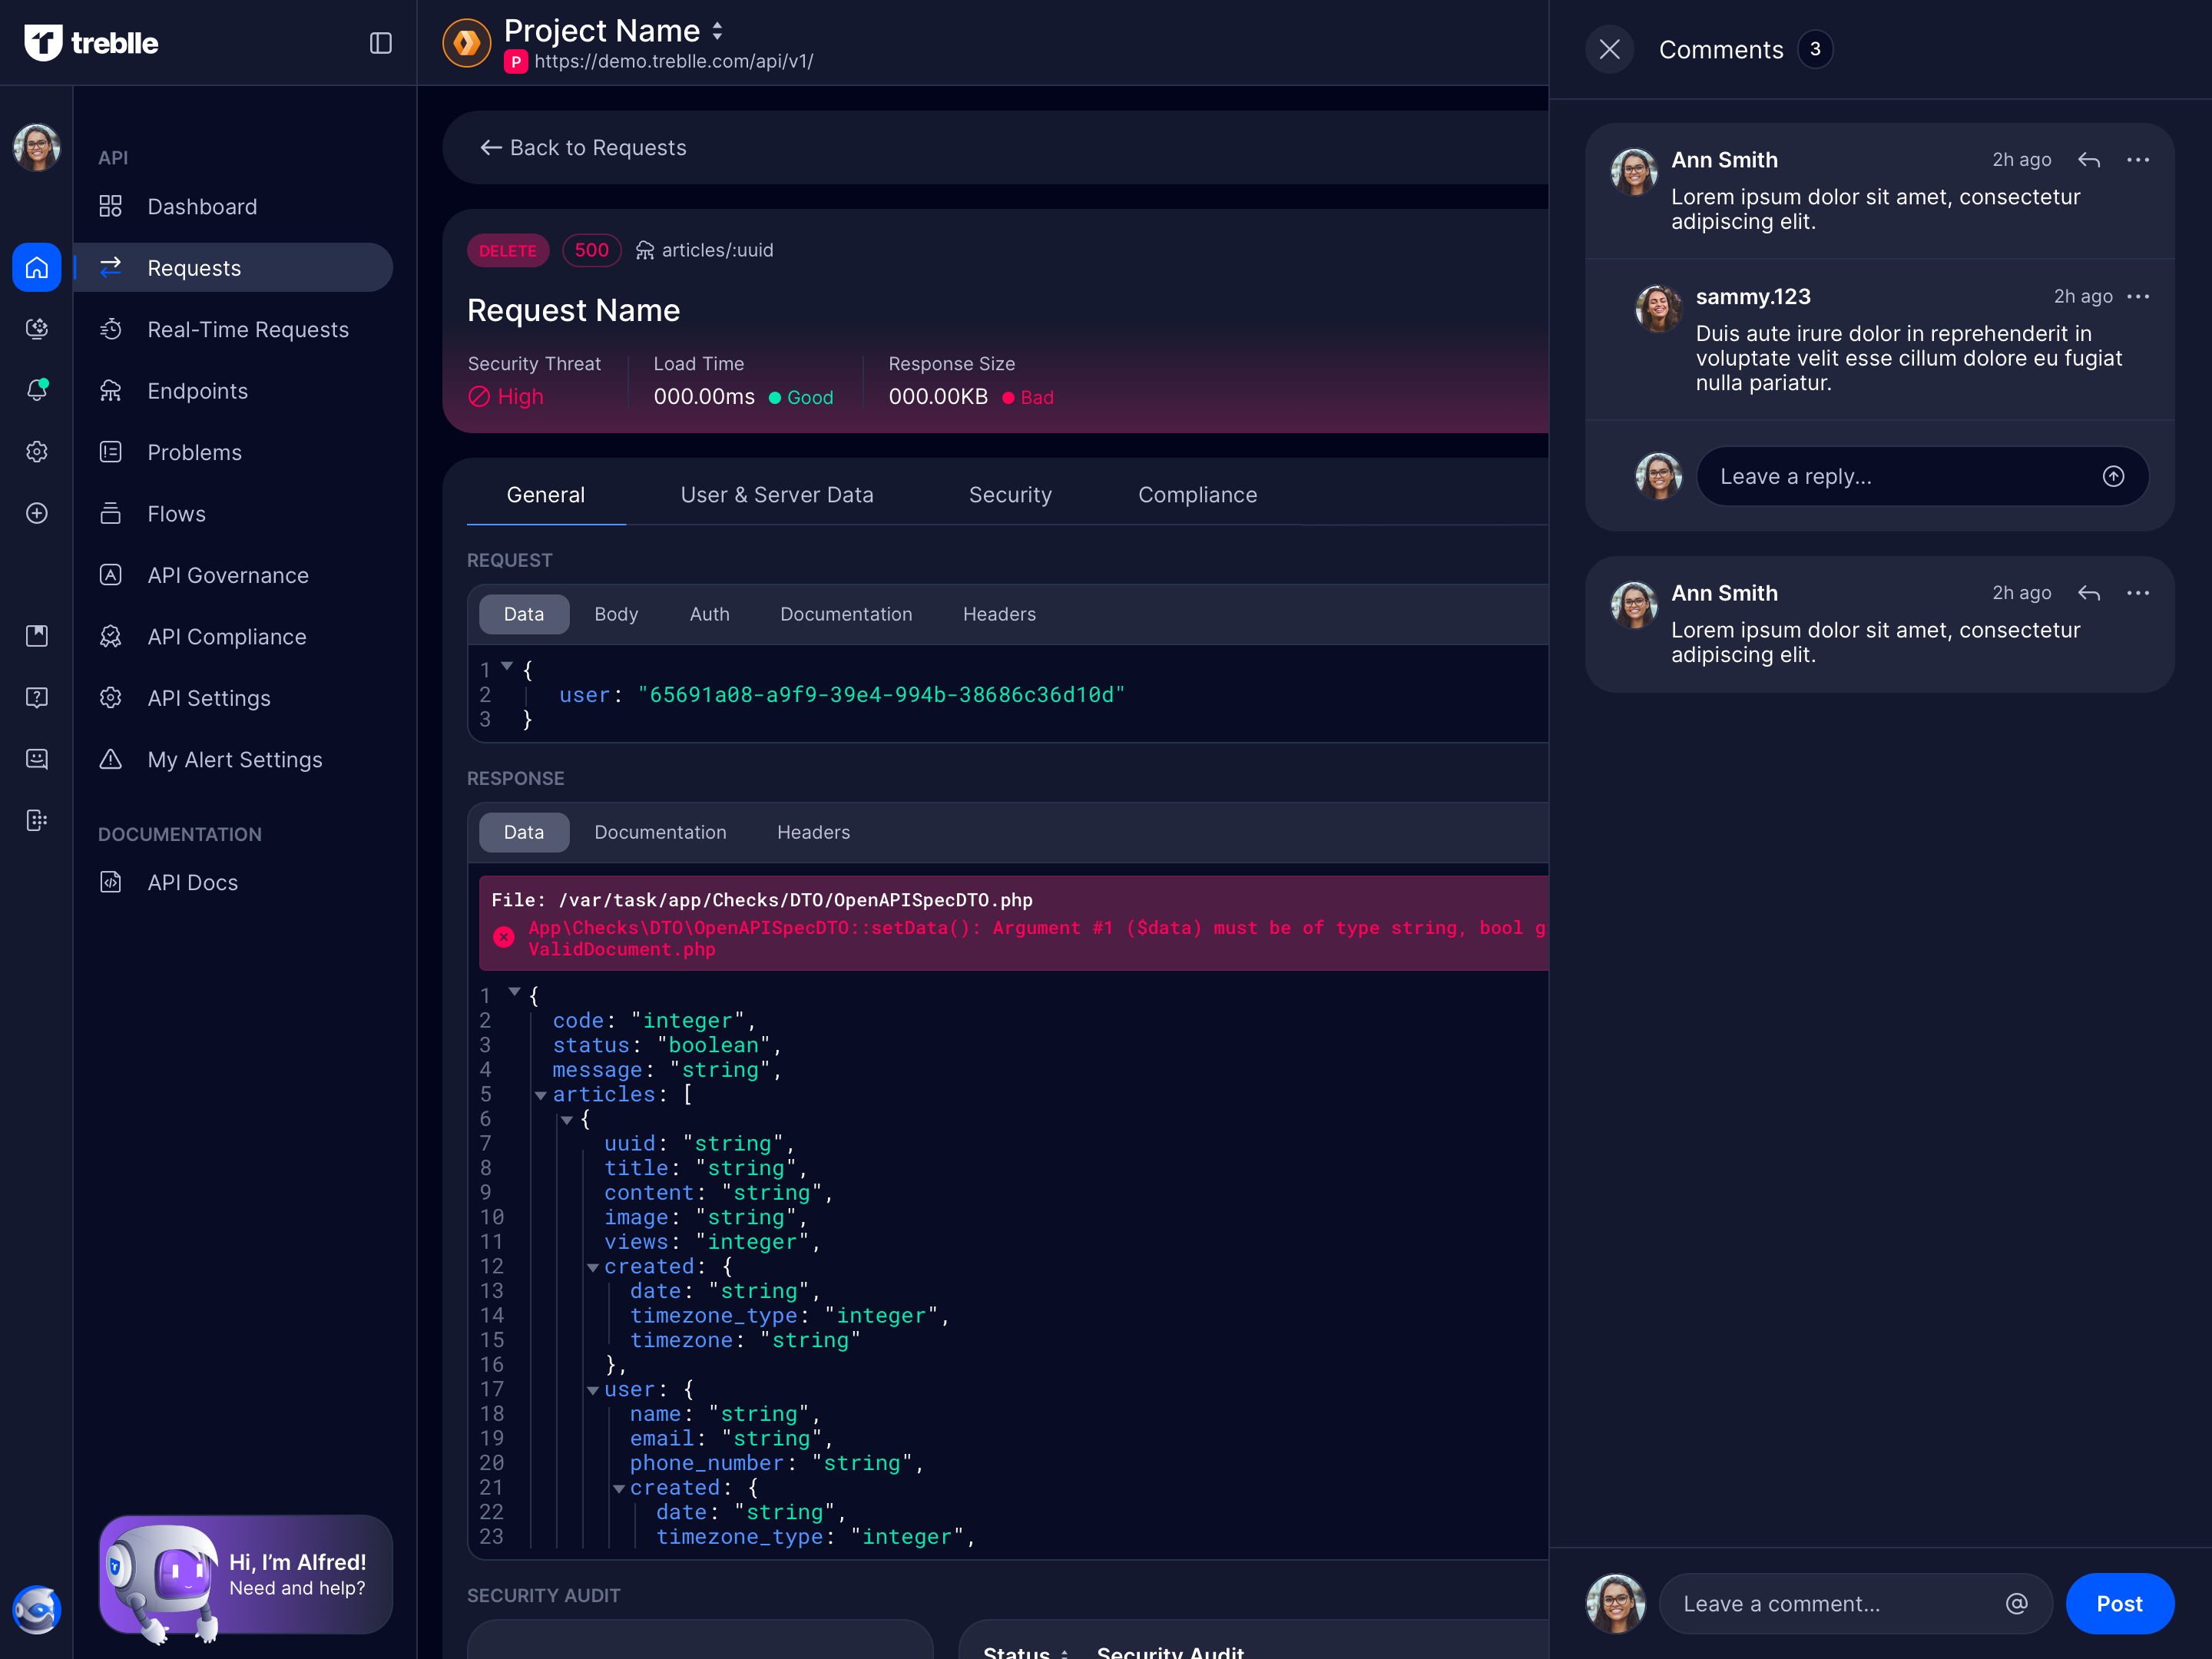 treblle
API
Dashboard
Requests
Real-Time Requests
Endpoints
Problems
Flows
API Governance
API Compliance
API Settings
My Alert Settings
DOCUMENTATION
API Docs
Hi, I'm Alfred!
Need and help?
Project Name
P https://demo.treblle.com/api/v1/
Back to Requests
DELETE 500 articles/:uuid
Request Name
Security Threat Load Time Response Size
High 000.00ms Good 000.00KB Bad
General User & Server Data Security Compliance
REQUEST
Data Body Auth Documentation Headers
1 {
2 user: "65691a08-a9f9-39e4-994b-38686c36d10d"
3 }
RESPONSE
Data Documentation Headers
File: /var/task/app/Checks/DTO/OpenAPISpecDTO.php
App\Checks\DTO\OpenAPISpecDTO::setData(): Argument #1 ($data) must be of type string, bool g
ValidDocument.php
1 {
2 code: "integer",
3 status: "boolean",
4 message: "string",
5 articles: [
6 {
7 uuid: "string",
8 title: "string",
9 content: "string",
10 image: "string",
11 views: "integer",
12 created: {
13 date: "string",
14 timezone_type: "integer",
15 timezone: "string"
16 },
17 user: {
18 name: "string",
19 email: "string",
20 phone_number: "string",
21 created: {
22 date: "string",
23 timezone_type: "integer",
SECURITY AUDIT
Status Security Audit
Comments 3
Ann Smith 2h ago
Lorem ipsum dolor sit amet, consectetur
adipiscing elit.
sammy.123 2h ago
Duis aute irure dolor in reprehenderit in
voluptate velit esse cillum dolore eu fugiat
nulla pariatur.
Leave a reply...
Ann Smith 2h ago
Lorem ipsum dolor sit amet, consectetur
adipiscing elit.
Leave a comment... @ Post